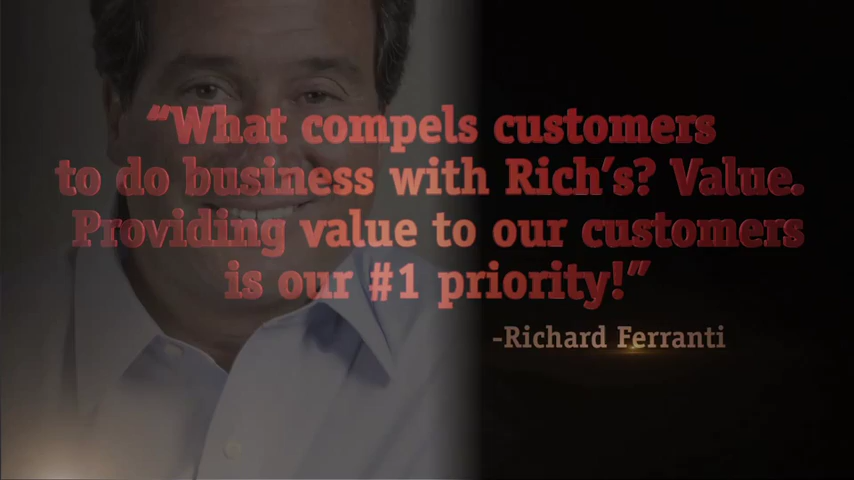 “What compels customers
to do business with Rich’s? Value.
Providing value to our customers
is our #1 priority!”
-Richard Ferranti